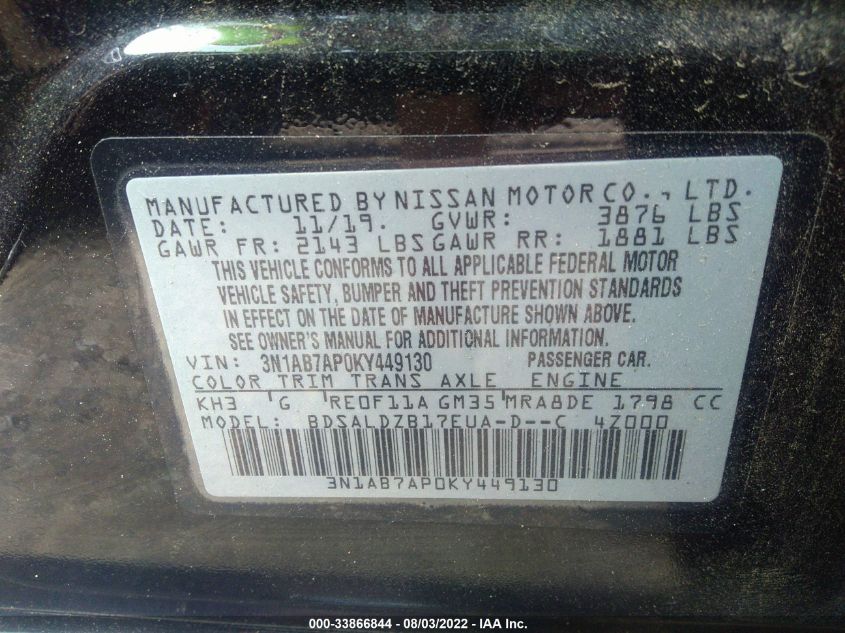 MANUFACTURED BY NISSAN MOTOR CO., LTD.
DATE: 11/19. GVWR: 3876 LBS
GAWR FR: 2143 LBS GAWR RR: 1881 LBS
THIS VEHICLE CONFORMS TO ALL APPLICABLE FEDERAL MOTOR
VEHICLE SAFETY, BUMPER AND THEFT PREVENTION STANDARDS
IN EFFECT ON THE DATE OF MANUFACTURE SHOWN ABOVE.
SEE OWNER'S MANUAL FOR ADDITIONAL INFORMATION.
VIN: 3N1AB7AP0KY449130 PASSENGER CAR.
COLOR TRIM TRANS AXLE ENGINE
KH3 G RE0F11A GM35 MRA8DE 1798 CC
MODEL: BDSALDZB17EUA-D--C 4Z000
3N1AB7AP0KY449130
000-33866844 - 08/03/2022 - IAA Inc.